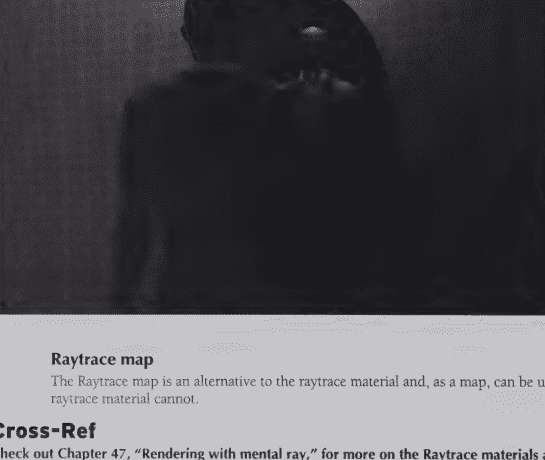 Raytrace map
The Raytrace map is an alternative to the raytrace material and, as a map, can be u
raytrace material cannot.
Cross-Ref
heck out Chapter 47, “Rendering with mental ray,” for more on the Raytrace materials a